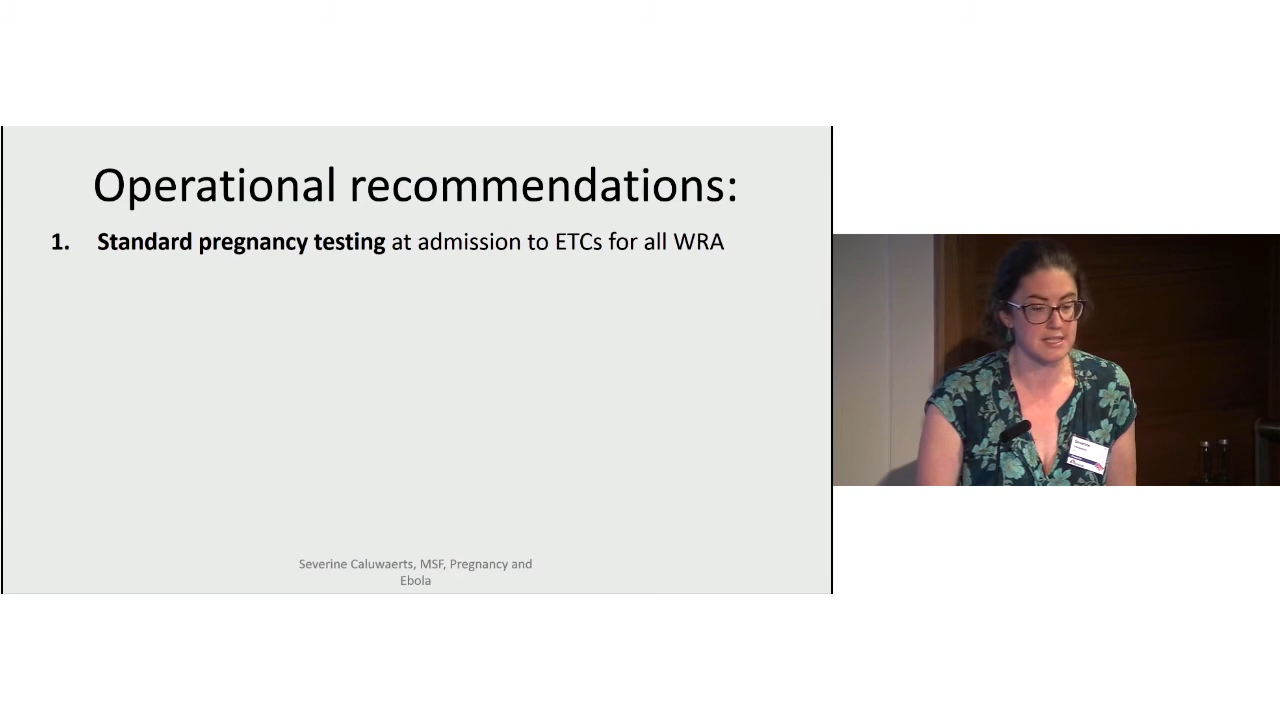 Operational recommendations:
1. Standard pregnancy testing at admission to ETCs for all WRA
Severine Caluwaerts, MSF, Pregnancy and
Ebola